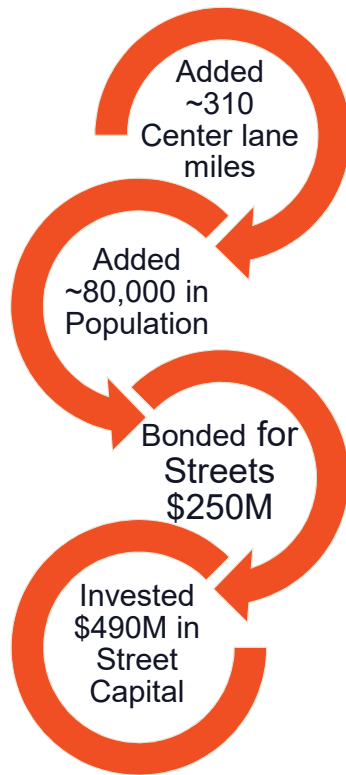 Added
~310
Center lane
miles
Added
~80,000 in
Population
Bonded for
Streets
$250M
Invested
$490M in
Street
Capital